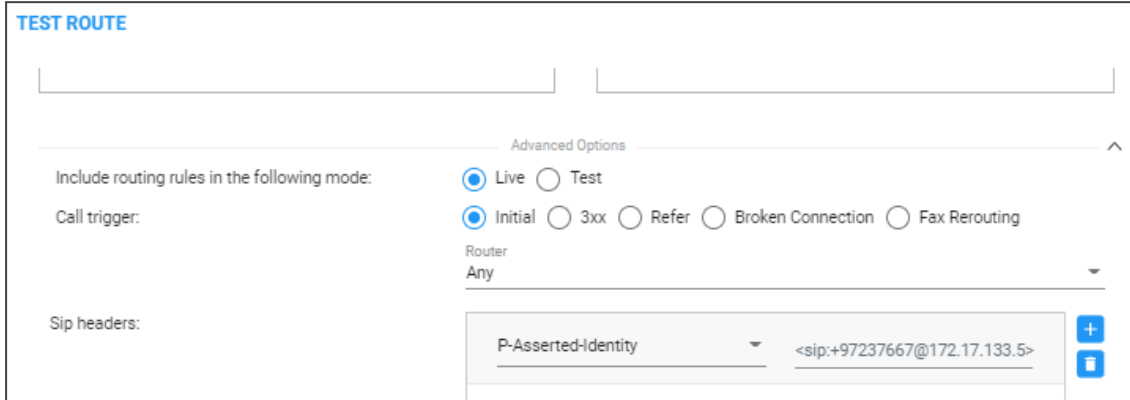 TEST ROUTE
Advanced Options
Include routing rules in the following mode: Live Test
Call trigger: Initial 3xx Refer Broken Connection Fax Rerouting
Router
Any
Sip headers:
P-Asserted-Identity <sip:+97237667@172.17.133.5>